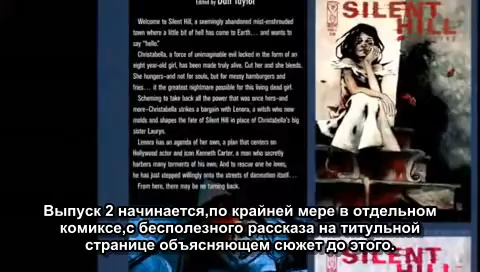 Edited by Dan Taylor
Welcome to Silent Hill, a seemingly abandoned mist-enshrouded
town where a little bit of hell has come to Earth... and wants
to say "hello."
Christabella, a force of unimaginable evil locked in the form of an
eight year-old girl, has been made truly alive. Cut her and she bleeds.
She hungers—and not for souls, but for messy hamburgers and
fries... it the greatest nightmare possible for this living dead girl.
Scheming to take back all the power that was once hers—and
more—Christabella strikes a bargain with Lenora, a witch who new
molds and shapes the fate of Silent Hill in place of Christabella's big
sister Lauryn.
Lenora has an agenda of her own, a plan that centers on
Hollywood actor and icon Kenneth Carter, a man who secretly
harbors many torments of his own. And to rescue one he loves,
he has just stepped willingly onto the streets of damnation itself...
From here, there may be no turning back.
SILENT
HILL
Выпуск 2 начинается,по крайней мере в отдельном
комиксе,с бесполезного рассказа на титульной
странице объясняющем сюжет до этого.
SILENT